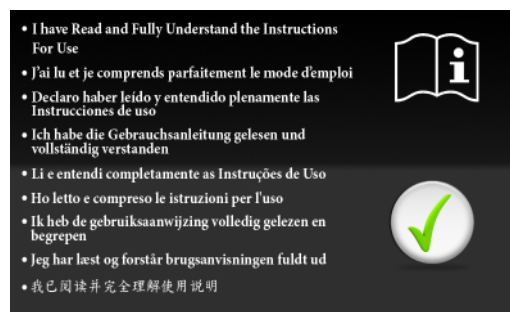 • I have Read and Fully Understand the Instructions
For Use
• J'ai lu et je comprends parfaitement le mode d'emploi
• Declaro haber leído y entendido plenamente las
Instrucciones de uso
• Ich habe die Gebrauchsanleitung gelesen und
vollständig verstanden
• Li e entendi completamente as Instruções de Uso
• Ho letto e compreso le istruzioni per l'uso
• Ik heb de gebruiksaanwijzing volledig gelezen en
begrepen
• Jeg har læst og forstår brugsanvisningen fuldt ud
• 我已阅读并完全理解使用说明